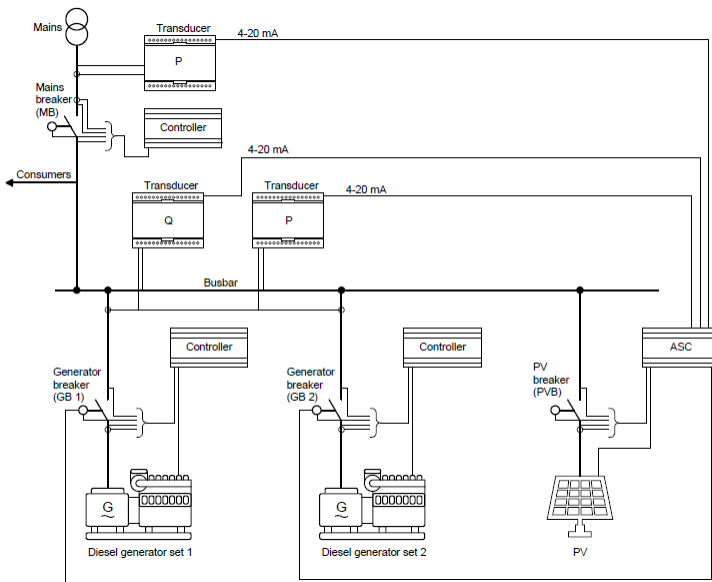 Mains
Transducer
4-20 mA
P
Mains
breaker
(MB)
Controller
4-20 mA
Consumers
Transducer
Transducer
4-20 mA
Q
P
Busbar
Controller
Controller
ASC
Generator
breaker
(GB 1)
Generator
breaker
(GB 2)
PV
breaker
(PVB)
G
~
G
~
Diesel generator set 1
Diesel generator set 2
PV